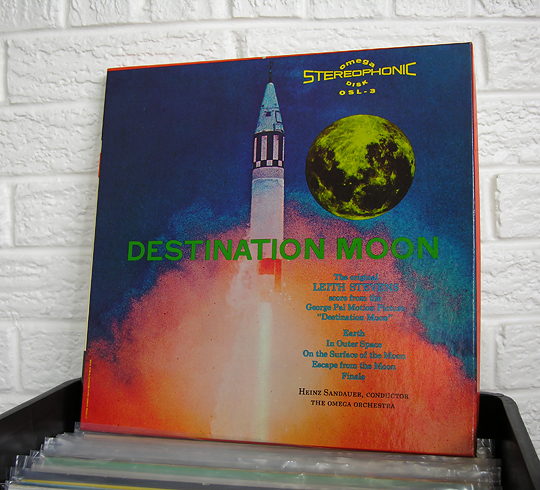 omega
STEREOPHONIC
DISK
OSL-3
DESTINATION MOON
The original
LEITH STEVENS
score from the
George Pal Motion Picture
"Destination Moon"
Earth
In Outer Space
On the Surface of the Moon
Escape from the Moon
Finale
HEINZ SANDAUER, CONDUCTOR
THE OMEGA ORCHESTRA